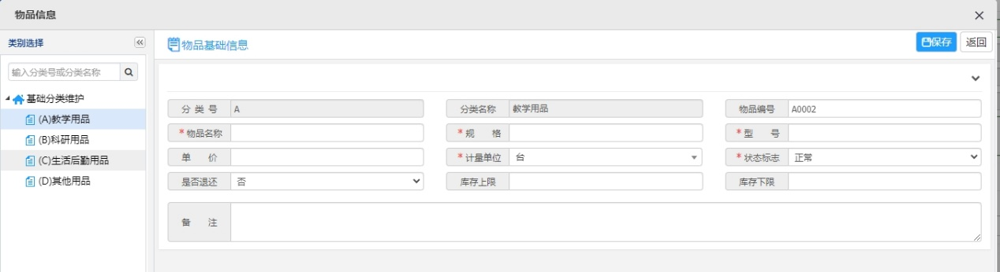 物品信息
类别选择
输入分类号或分类名称
基础分类维护
(A)教学用品
(B)科研用品
(C)生活后勤用品
(D)其他用品
物品基础信息
保存 返回
分 类 号 A 分类名称 教学用品 物品编号 A0002
* 物品名称 * 规 格 * 型 号
单 价 * 计量单位 台 * 状态标志 正常
是否退还 否 库存上限 库存下限
备 注